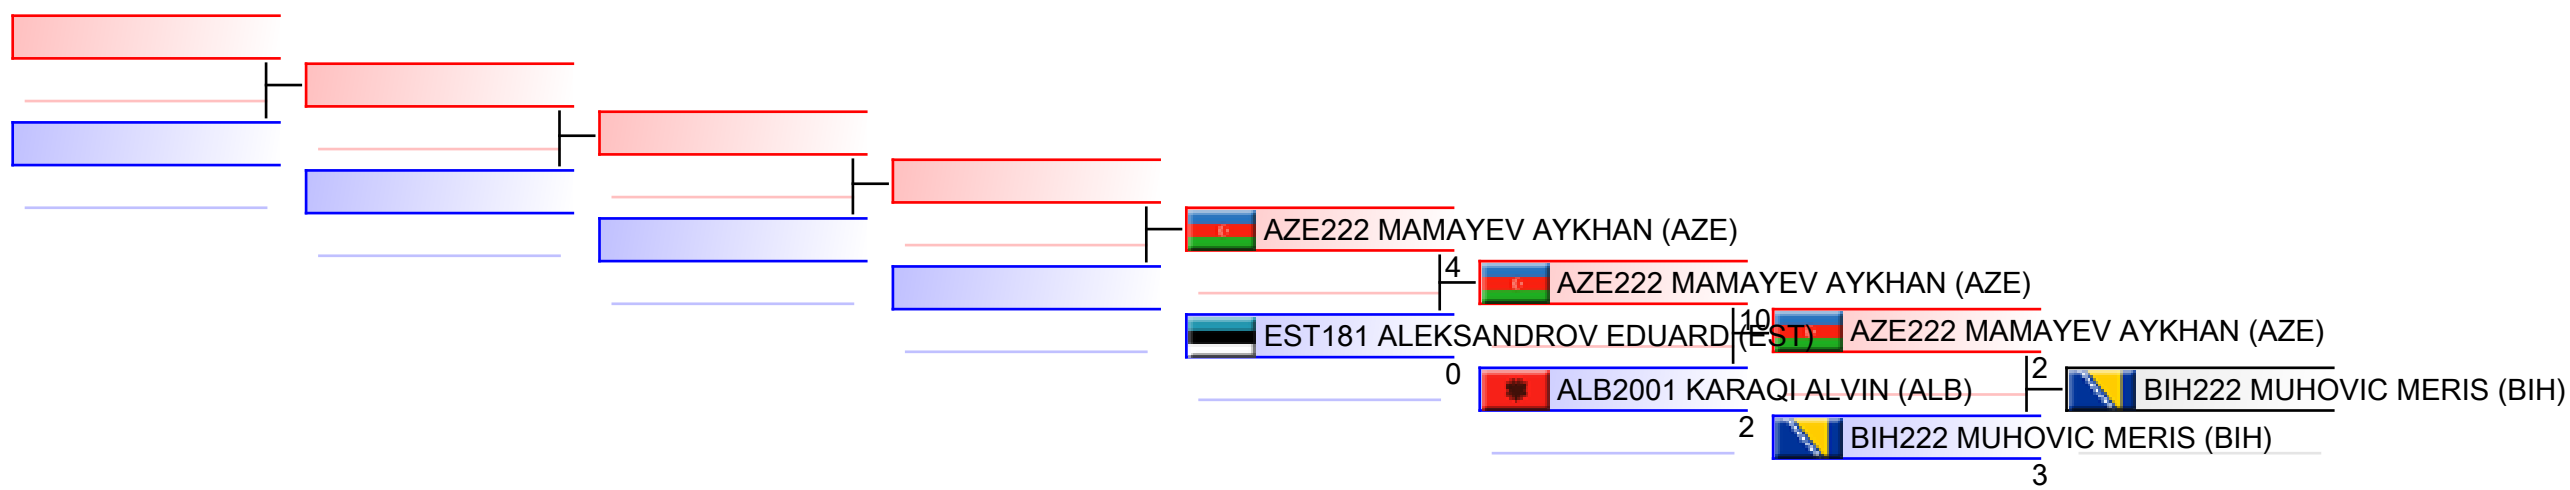 AZE222 MAMAYEV AYKHAN (AZE)
4
AZE222 MAMAYEV AYKHAN (AZE)
EST181 ALEKSANDROV EDUARD (EST)
0
10
AZE222 MAMAYEV AYKHAN (AZE)
ALB2001 KARAQI ALVIN (ALB)
2
2
BIH222 MUHOVIC MERIS (BIH)
BIH222 MUHOVIC MERIS (BIH)
3